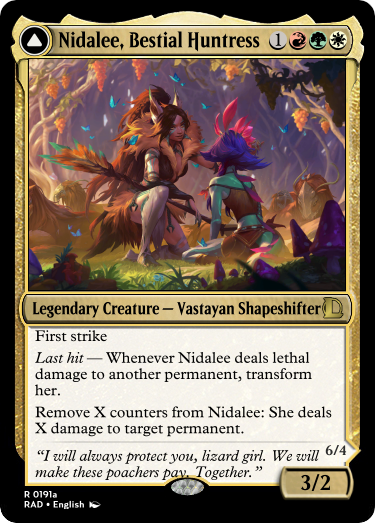 Nidalee, Bestial Huntress 1
Legendary Creature — Vastayan Shapeshifter
First strike
Last hit — Whenever Nidalee deals lethal
damage to another permanent, transform
her.
Remove X counters from Nidalee: She deals
X damage to target permanent.
“I will always protect you, lizard girl. We will
make these poachers pay. Together.”
6/4
3/2
R 0191a
RAD • English